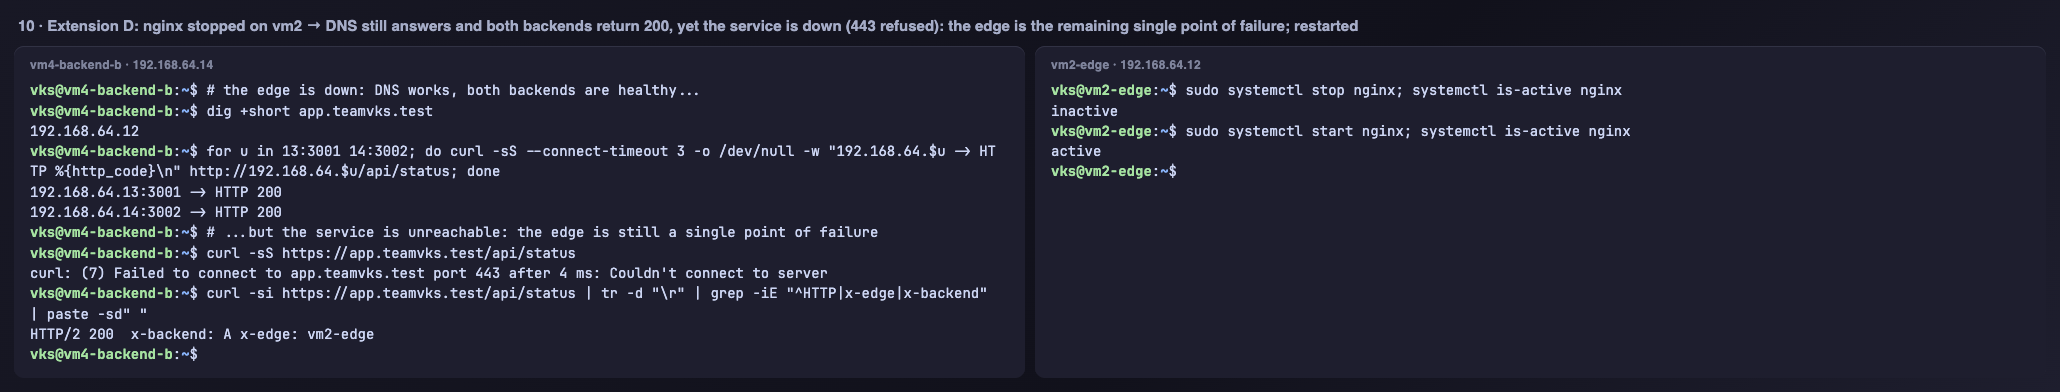 10 · Extension D: nginx stopped on vm2 → DNS still answers and both backends return 200, yet the service is down (443 refused): the edge is the remaining single point of failure; restarted
vm4-backend-b · 192.168.64.14
vks@vm4-backend-b:~$ # the edge is down: DNS works, both backends are healthy...
vks@vm4-backend-b:~$ dig +short app.teamvks.test
192.168.64.12
vks@vm4-backend-b:~$ for u in 13:3001 14:3002; do curl -sS --connect-timeout 3 -o /dev/null -w "192.168.64.$u -> HT
TP %{http_code}\n" http://192.168.64.$u/api/status; done
192.168.64.13:3001 -> HTTP 200
192.168.64.14:3002 -> HTTP 200
vks@vm4-backend-b:~$ # ...but the service is unreachable: the edge is still a single point of failure
vks@vm4-backend-b:~$ curl -sS https://app.teamvks.test/api/status
curl: (7) Failed to connect to app.teamvks.test port 443 after 4 ms: Couldn't connect to server
vks@vm4-backend-b:~$ curl -si https://app.teamvks.test/api/status | tr -d "\r" | grep -iE "^HTTP|x-edge|x-backend"
| paste -sd" "
HTTP/2 200  x-backend: A x-edge: vm2-edge
vks@vm4-backend-b:~$
vm2-edge · 192.168.64.12
vks@vm2-edge:~$ sudo systemctl stop nginx; systemctl is-active nginx
inactive
vks@vm2-edge:~$ sudo systemctl start nginx; systemctl is-active nginx
active
vks@vm2-edge:~$